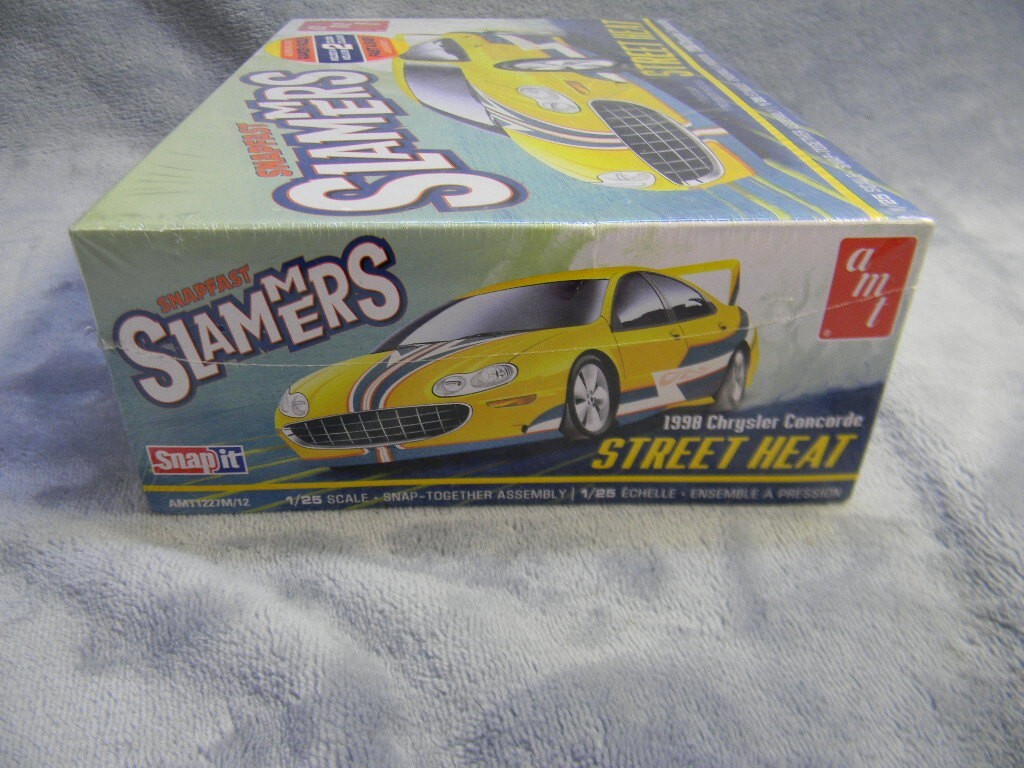 SNAPFAST
SLAMMERS
STREET HEAT
2
SNAPFAST
SLAMMERS
amt
1998 Chrysler Concorde
STREET HEAT
Snap it
AMT1227M/12
1/25 SCALE • SNAP-TOGETHER ASSEMBLY | 1/25 ÉCHELLE • ENSEMBLE À PRESSION